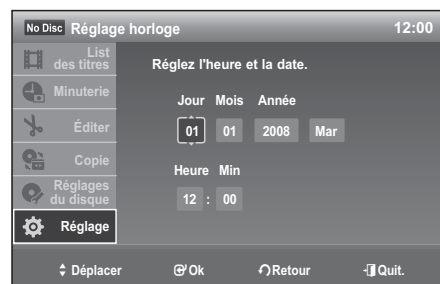 No Disc Réglage horloge 12:00
List
des titres
Minuterie
Éditer
Copie
Réglages
du disque
Réglage
Réglez l'heure et la date.
Jour Mois Année
01 01 2008 Mar
Heure Min
12 : 00
Déplacer Ok Retour Quit.